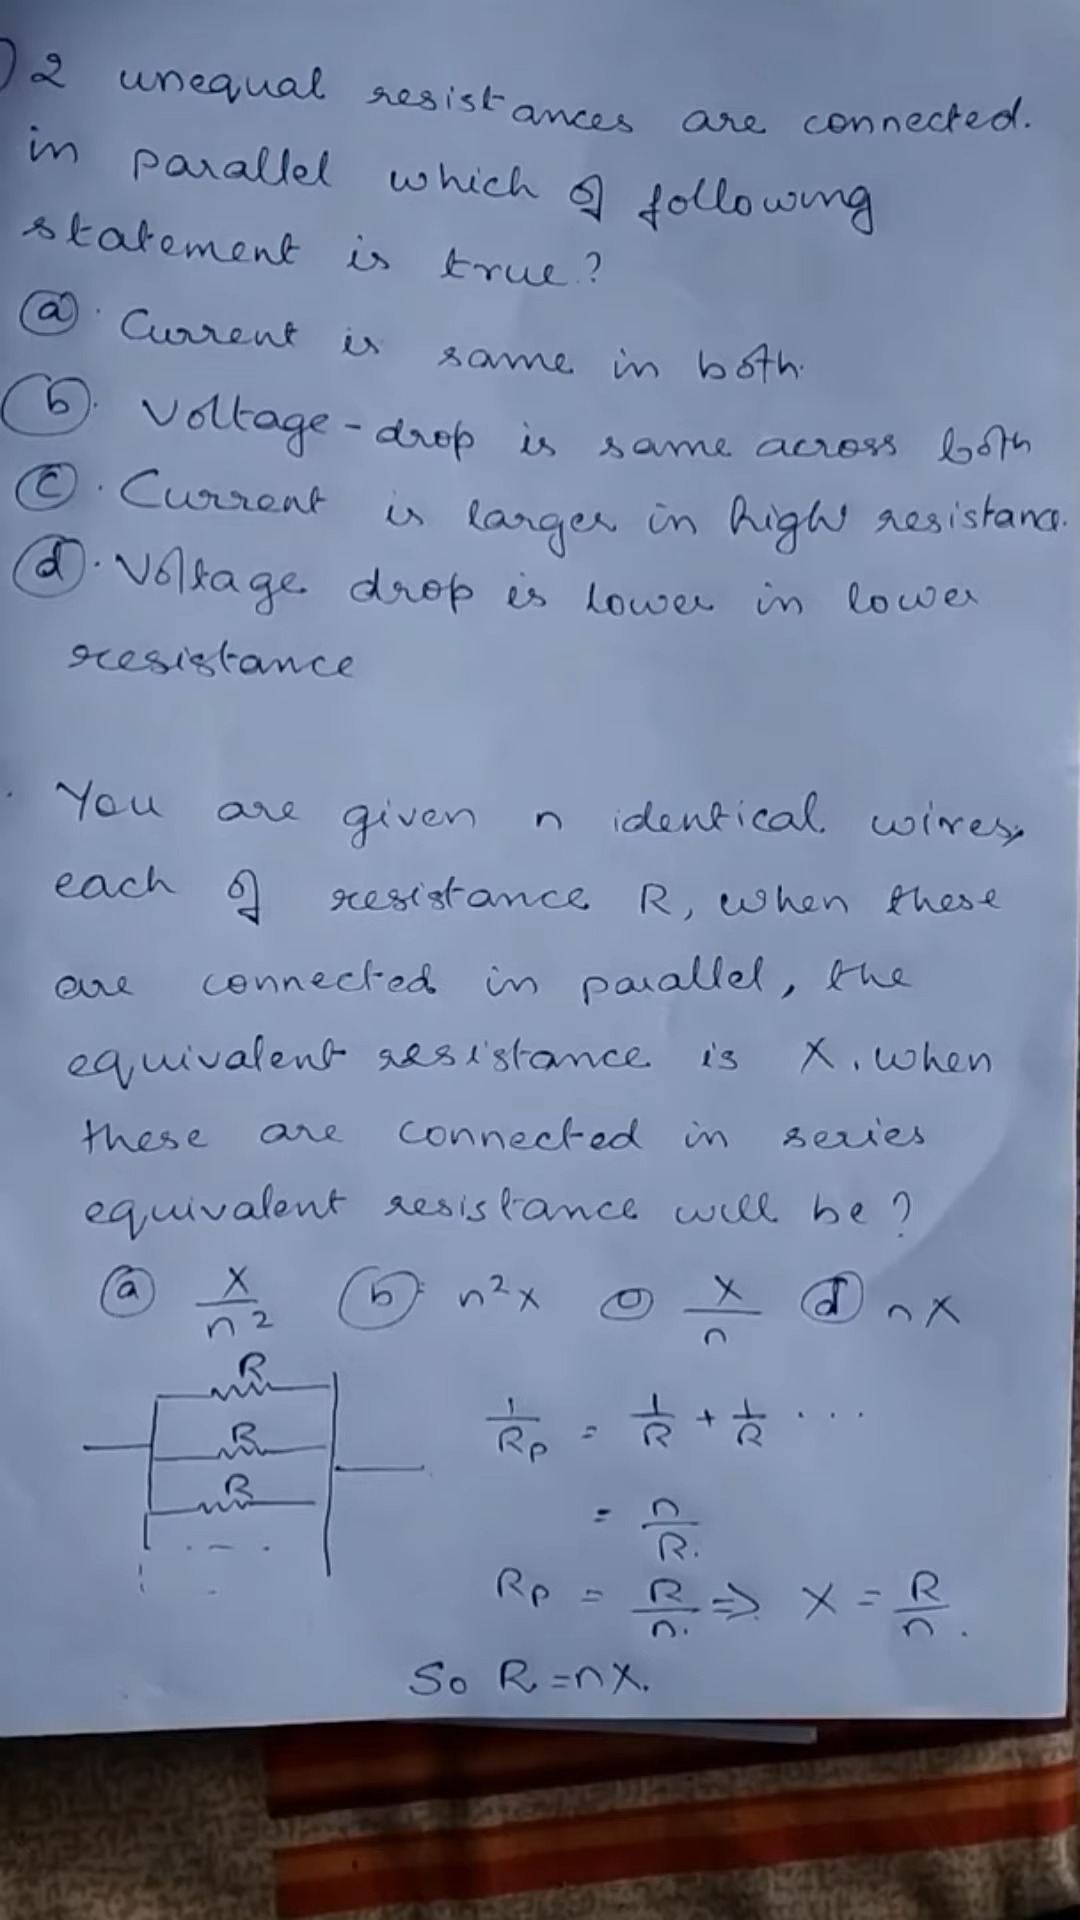 ) 2 unequal resistances are connected.
in parallel which of following
statement is true?
(a). Current is same in both.
(b). Voltage-drop is same across both
(c). Current is larger in high resistance.
(d). Voltage drop is lower in lower
resistance
. You are given n identical wires,
each of resistance R, when these
are connected in parallel, the
equivalent resistance is X. when
these are connected in series
equivalent resistance will be?
(a) X/n² (b) n²x (c) X/n (d) nX
R
R
R
1/Rp = 1/R + 1/R ...
= n/R.
Rp = R/n. ⇒ X = R/n.
So R = nX.